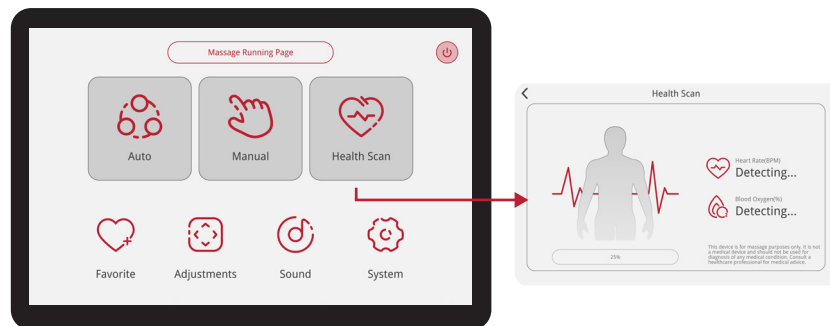 Massage Running Page
Auto
Manual
Health Scan
Favorite
Adjustments
Sound
System
Health Scan
Heart Rate(BPM)
Detecting...
Blood Oxygen(%)
Detecting...
25%
This device is for massage purposes only. It is not
a medical device and should not be used for
diagnosis of any medical condition. Consult a
healthcare professional for medical advice.